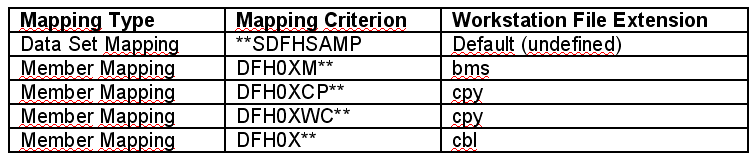 Mapping Type Mapping Criterion Workstation File Extension
Data Set Mapping **SDFHSAMP Default (undefined)
Member Mapping DFH0XM** bms
Member Mapping DFH0XCP** cpy
Member Mapping DFH0XWC** cpy
Member Mapping DFH0X** cbl